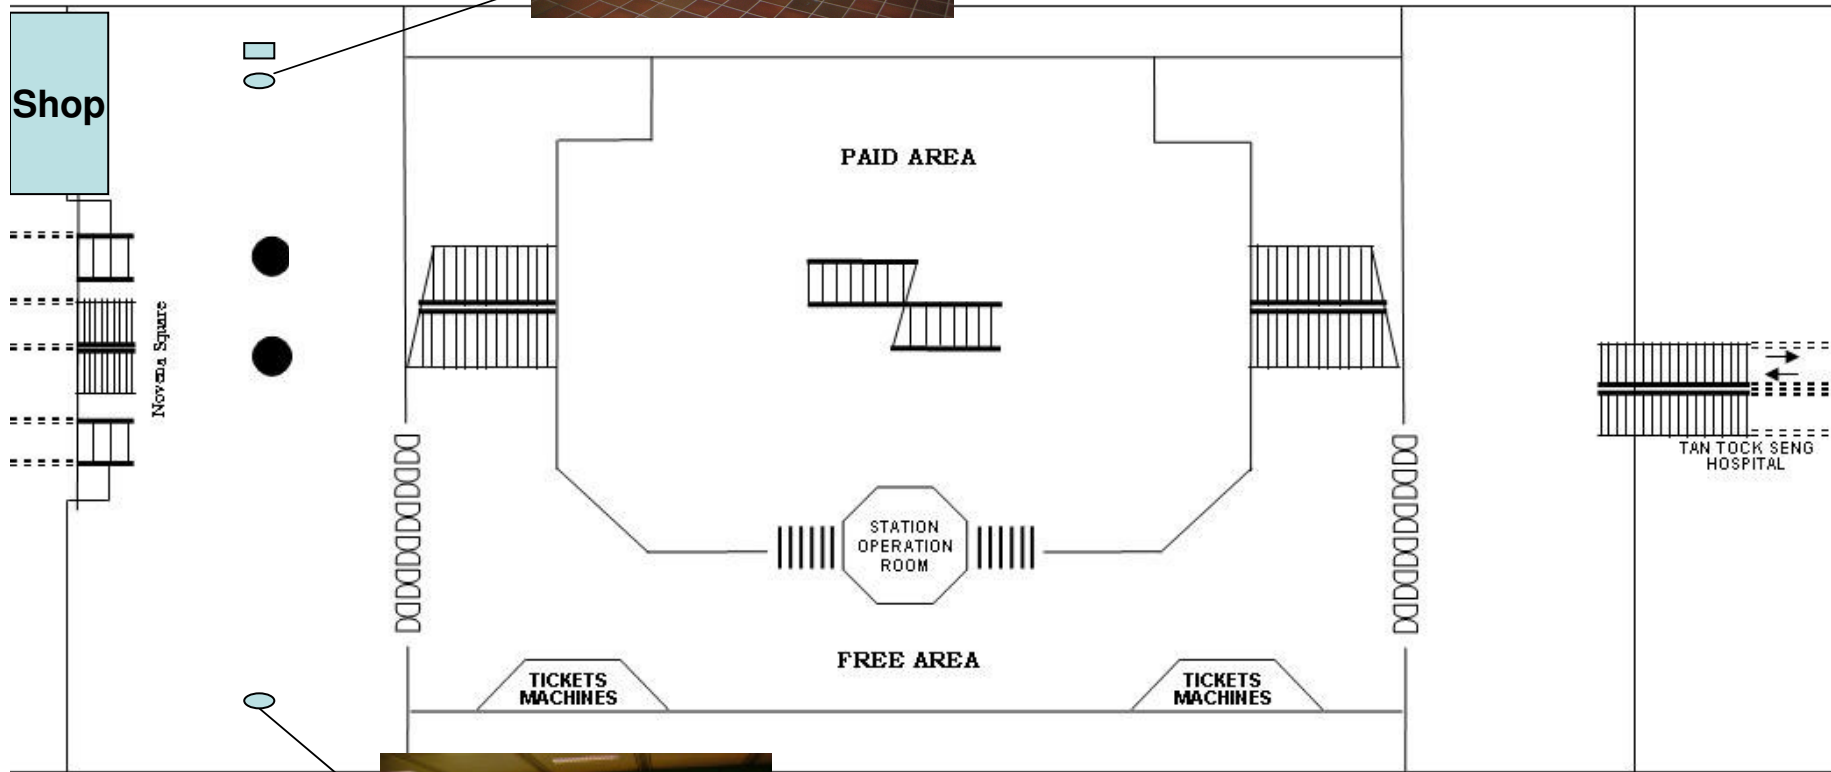 Shop
PAID AREA
Novena Square
TAN TOCK SENG
HOSPITAL
STATION
OPERATION
ROOM
FREE AREA
TICKETS
MACHINES
TICKETS
MACHINES